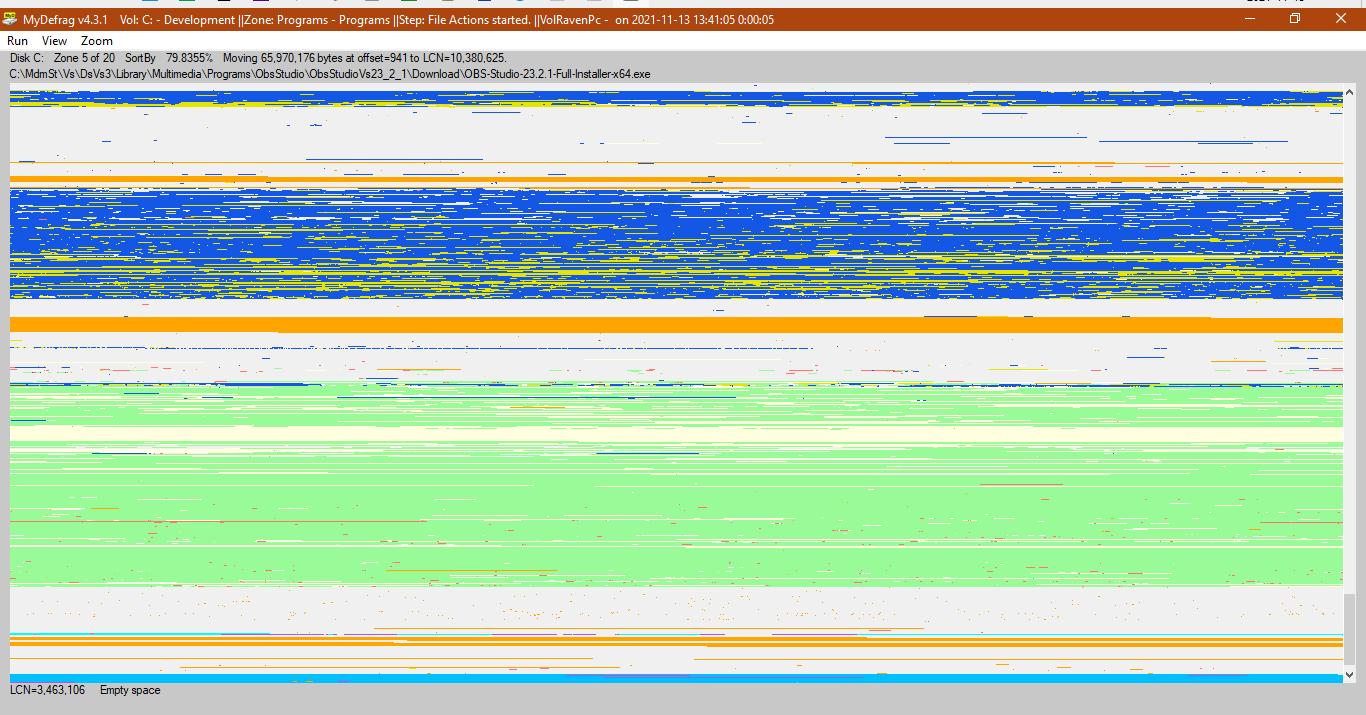 MyDefrag v4.3.1 Vol: C: - Development ||Zone: Programs - Programs ||Step: File Actions started. ||VolRavenPc - on 2021-11-13 13:41:05 0:00:05
Run View Zoom
Disk C: Zone 5 of 20 SortBy 79.8355% Moving 65,970,176 bytes at offset=941 to LCN=10,380,625.
C:\MdmSt\Vs\DsVs3\Library\Multimedia\Programs\ObsStudio\ObsStudioVs23_2_1\Download\OBS-Studio-23.2.1-Full-Installer-x64.exe
LCN=3,463,106 Empty space